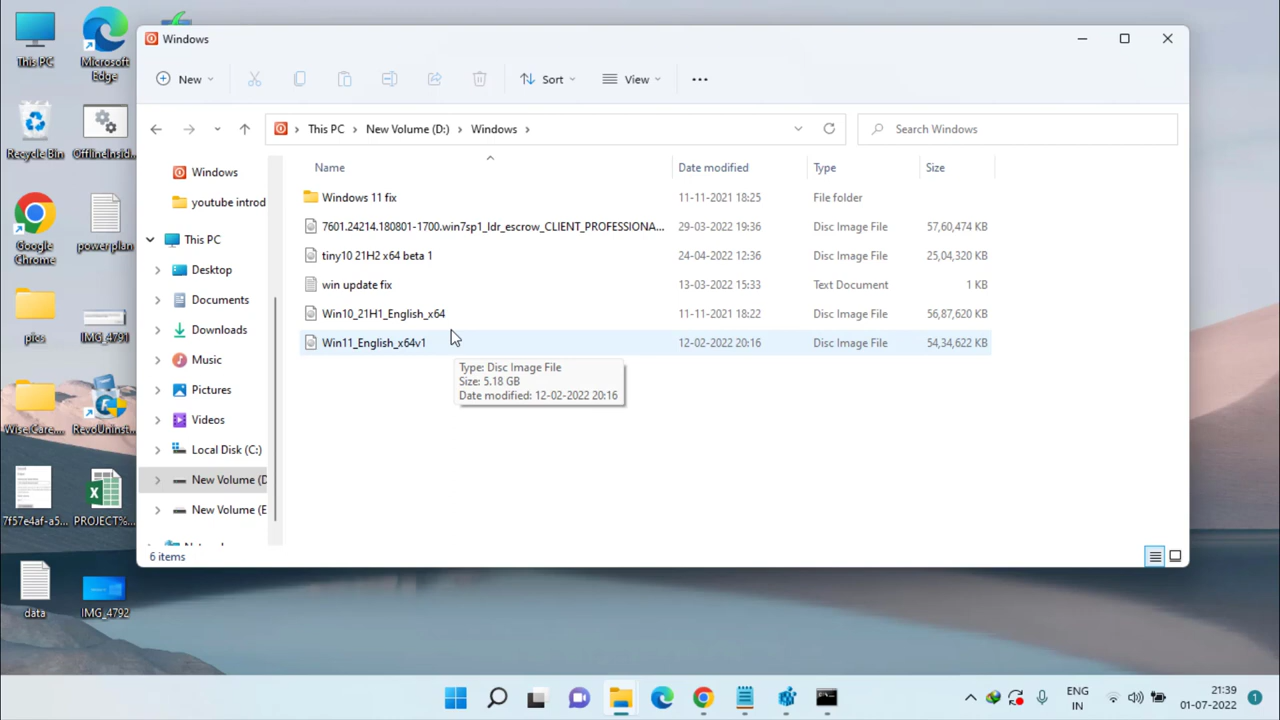 This PC
Microsoft
Edge
Recycle Bin
OfflineInsid...
Google
Chrome
power plan
pics
IMG_4791
Wise Care...
RevoUninst...
7f57e4af-a5...
PROJECT%...
data
IMG_4792
Windows
New
Sort
View
This PC
New Volume (D:)
Windows
Search Windows
Windows
youtube introd
This PC
Desktop
Documents
Downloads
Music
Pictures
Videos
Local Disk (C:)
New Volume (D
New Volume (E
Name Date modified Type Size
Windows 11 fix 11-11-2021 18:25 File folder
7601.24214.180801-1700.win7sp1_ldr_escrow_CLIENT_PROFESSIONA... 29-03-2022 19:36 Disc Image File 57,60,474 KB
tiny10 21H2 x64 beta 1 24-04-2022 12:36 Disc Image File 25,04,320 KB
win update fix 13-03-2022 15:33 Text Document 1 KB
Win10_21H1_English_x64 11-11-2021 18:22 Disc Image File 56,87,620 KB
Win11_English_x64v1 12-02-2022 20:16 Disc Image File 54,34,622 KB
Type: Disc Image File
Size: 5.18 GB
Date modified: 12-02-2022 20:16
6 items
ENG
IN
21:39
01-07-2022
1